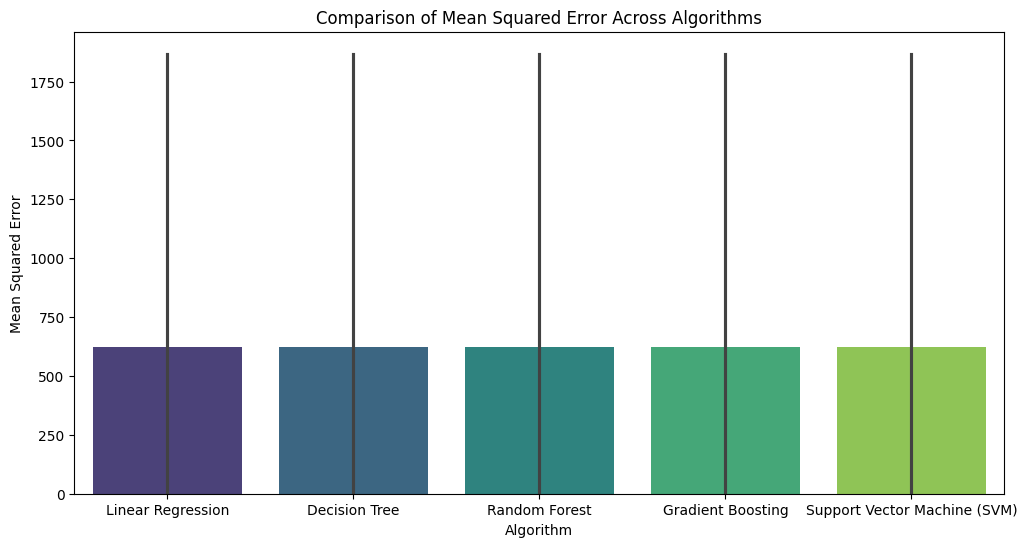 Comparison of Mean Squared Error Across Algorithms
Mean Squared Error
1750
1500
1250
1000
750
500
250
0
Linear Regression
Decision Tree
Random Forest
Gradient Boosting
Support Vector Machine (SVM)
Algorithm